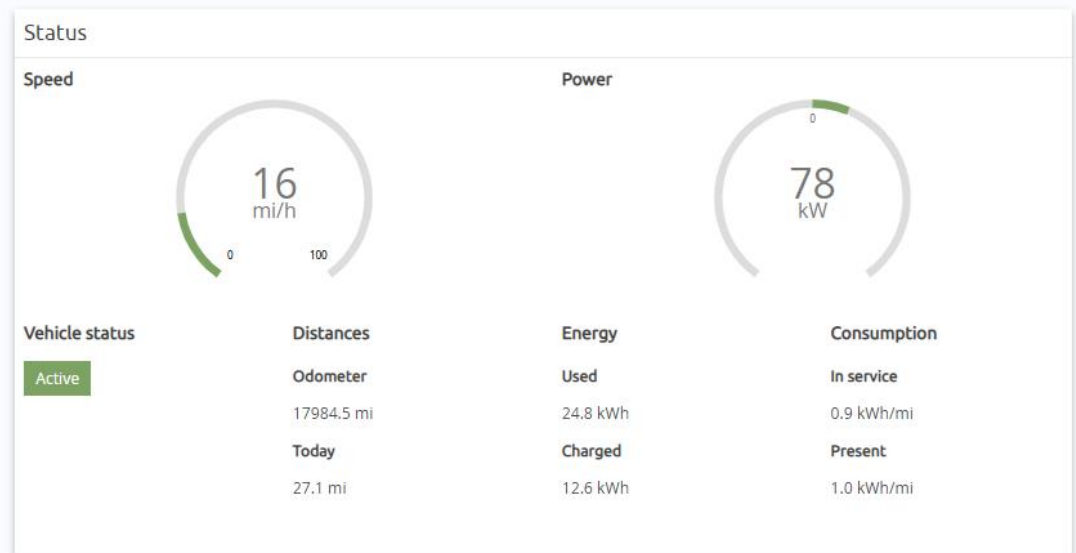 Status
Speed
Power
0
16
mi/h
0
100
78
kW
Vehicle status
Distances
Energy
Consumption
Active
Odometer
Used
In service
17984.5 mi
24.8 kWh
0.9 kWh/mi
Today
Charged
Present
27.1 mi
12.6 kWh
1.0 kWh/mi